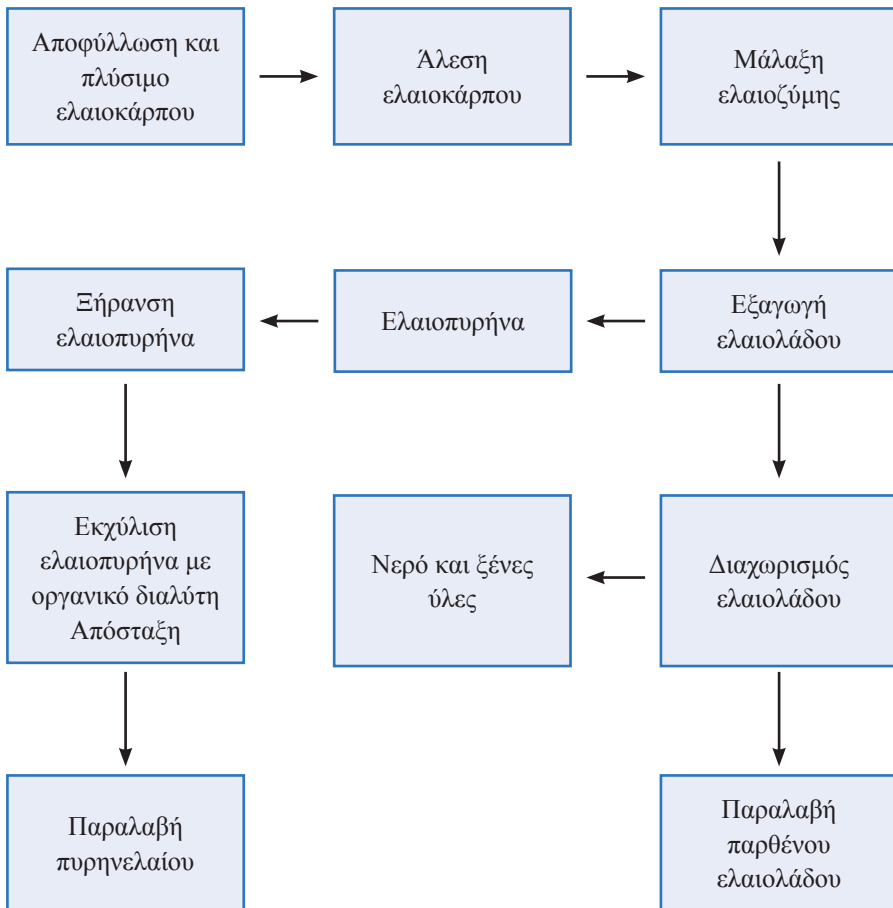 Αποφύλλωση και
πλύσιμο
ελαιοκάρπου
Άλεση
ελαιοκάρπου
Μάλαξη
ελαιοζύμης
Ξήρανση
ελαιοπυρήνα
Ελαιοπυρήνα
Εξαγωγή
ελαιολάδου
Εκχύλιση
ελαιοπυρήνα με
οργανικό διαλύτη
Απόσταξη
Νερό και ξένες
ύλες
Διαχωρισμός
ελαιολάδου
Παραλαβή
πυρηνελαίου
Παραλαβή
παρθένου
ελαιολάδου